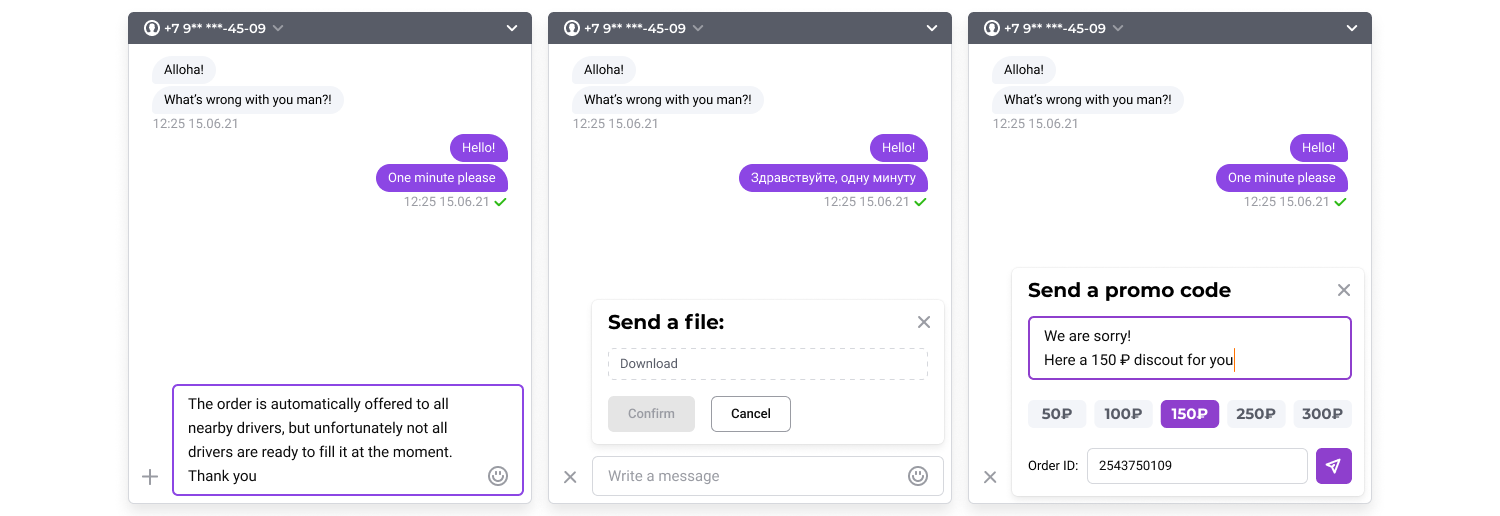 +7 9** ***-45-09
Alloha!
What's wrong with you man?!
12:25 15.06.21
Hello!
One minute please
12:25 15.06.21
The order is automatically offered to all
nearby drivers, but unfortunately not all
drivers are ready to fill it at the moment.
Thank you
+7 9** ***-45-09
Alloha!
What's wrong with you man?!
12:25 15.06.21
Hello!
Здравствуйте, одну минуту
12:25 15.06.21
Send a file:
Download
Confirm Cancel
Write a message
+7 9** ***-45-09
Alloha!
What's wrong with you man?!
12:25 15.06.21
Hello!
One minute please
12:25 15.06.21
Send a promo code
We are sorry!
Here a 150 ₽ discout for you
50₽ 100₽ 150₽ 250₽ 300₽
Order ID: 2543750109